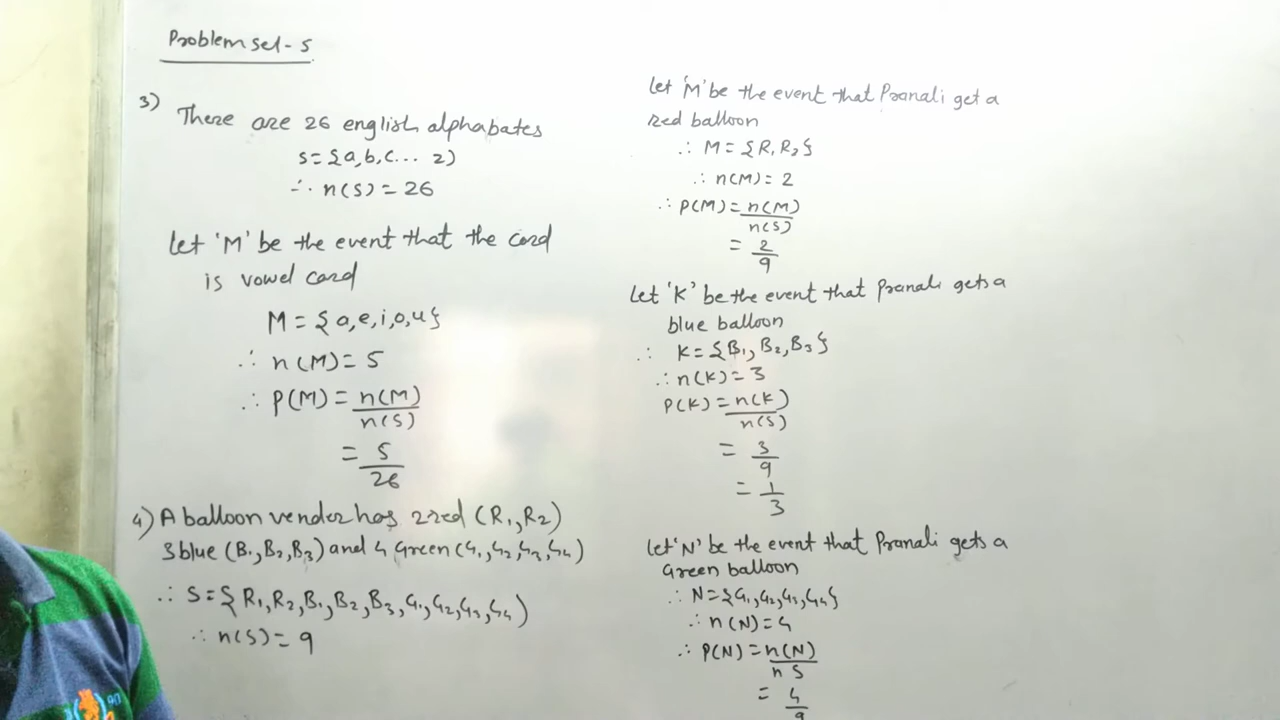 Problem set - 5
3) There are 26 english alphabates
S={a,b,c... z}
∴ n(S) = 26
Let 'M' be the event that the card
is vowel card
M = {a,e,i,o,u}
∴ n(M) = 5
∴ P(M) = n(M)/n(S)
= 5/26
4) A balloon vender has 2 red (R1,R2)
3 blue (B1,B2,B3) and 4 Green (G1,G2,G3,G4)
∴ S={R1,R2,B1,B2,B3,G1,G2,G3,G4)
∴ n(S) = 9
let 'M' be the event that Pranali get a
red balloon
∴ M = {R, R2}
∴ n(M) = 2
∴ P(M) = n(M)/n(S)
= 2/9
Let 'K' be the event that Pranali gets a
blue balloon
∴ K={B1, B2, B3}
∴ n(K) = 3
P(K) = n(K)/n(S)
= 3/9
= 1/3
Let 'N' be the event that Pranali gets a
Green balloon
∴ N={G1,G2,G3,G4}
∴ n(N)=4
∴ P(N) = n(N)/n S
= 4/9
90